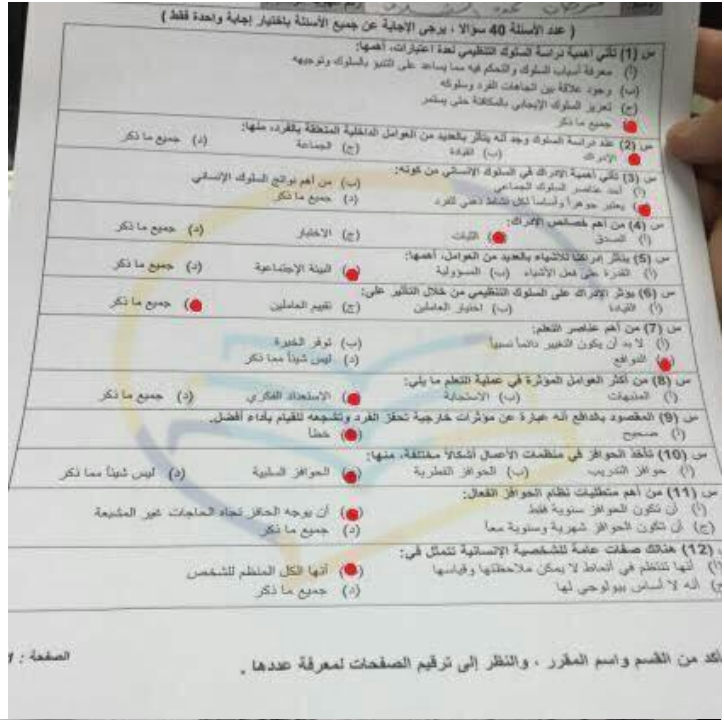 ( عدد الأسئلة 40 سؤالا ، يرجى الإجابة عن جميع الأسئلة باختيار إجابة واحدة فقط )
س (1) تأتي أهمية دراسة السلوك التنظيمي لعدة اعتبارات، أهمها:
(أ) معرفة أسباب السلوك والتحكم فيه مما يساعد على التنبؤ بالسلوك وتوجيهه
(ب) وجود علاقة بين اتجاهات الفرد وسلوكه
(ج) تعزيز السلوك الإيجابي بالمكافئة حتى يستمر
جميع ما ذكر
س (2) عند دراسة السلوك وجد أنه يتأثر بالعديد من العوامل الداخلية المتعلقة بالفرد، منها:
الإدراك (ب) القيادة (ج) الجماعة (د) جميع ما ذكر
س (3) تأتي أهمية الإدراك في السلوك الإنساني من كونه:
(أ) أحد عناصر السلوك الجماعي (ب) من أهم نواتج السلوك الإنساني
يعتبر جوهراً وأساساً لكل نشاط ذهني للفرد (د) جميع ما ذكر
س (4) من أهم خصائص الإدراك:
(أ) الصدق الثبات (ج) الاختيار (د) جميع ما ذكر
س (5) يتأثر إدراكنا للأشياء بالعديد من العوامل، أهمها:
(أ) القدرة على فعل الأشياء (ب) المسؤولية البيئة الإجتماعية (د) جميع ما ذكر
س (6) يؤثر الإدراك على السلوك التنظيمي من خلال التأثير على:
(أ) القيادة (ب) اختيار العاملين (ج) تقييم العاملين جميع ما ذكر
س (7) من أهم عناصر التعلم:
(أ) لا بد أن يكون التغيير دائماً نسبياً (ب) توفر الخبرة
الدوافع (د) ليس شيئاً مما ذكر
س (8) من أكثر العوامل المؤثرة في عملية التعلم ما يلي:
(أ) المنبهات (ب) الاستجابة الاستعداد الفكري (د) جميع ما ذكر
س (9) المقصود بالدافع أنه عبارة عن مؤثرات خارجية تحفز الفرد وتشجعه للقيام بأداء أفضل.
(أ) صحيح خطأ
س (10) تأخذ الحوافز في منظمات الأعمال أشكالاً مختلفة، منها:
(أ) حوافز التدريب (ب) الحوافز الفطرية الحوافز السلبية (د) ليس شيئاً مما ذكر
س (11) من أهم متطلبات نظام الحوافز الفعال:
(أ) أن تكون الحوافز سنوية فقط أن يوجه الحافز تجاه الحاجات غير المشبعة
(ج) أن تكون الحوافز شهرية وسنوية معاً (د) جميع ما ذكر
(12) هنالك صفات عامة للشخصية الإنسانية تتمثل في:
(أ) أنها تنتظم في أنماط لا يمكن ملاحظتها وقياسها أنها الكل المنظم للشخص
ج) أنه لا أساس بيولوجي لها (د) جميع ما ذكر
أكد من القسم واسم المقرر ، والنظر إلى ترقيم الصفحات لمعرفة عددها . الصفحة :